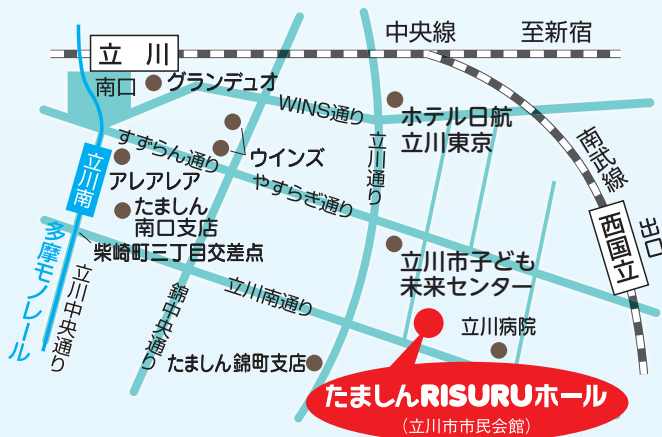 中央線
至新宿
立川
南口
グランデュオ
WINS通り
ホテル日航
立川東京
南武線
すずらん通り
ウインズ
立川通り
立川南
アレアレア
やすらぎ通り
たましん
南口支店
西国立
出口
柴崎町三丁目交差点
多摩モノレール
立川中央通り
立川市子ども
未来センター
立川南通り
錦中央通り
立川病院
たましん錦町支店
たましんRISURUホール
(立川市市民会館)